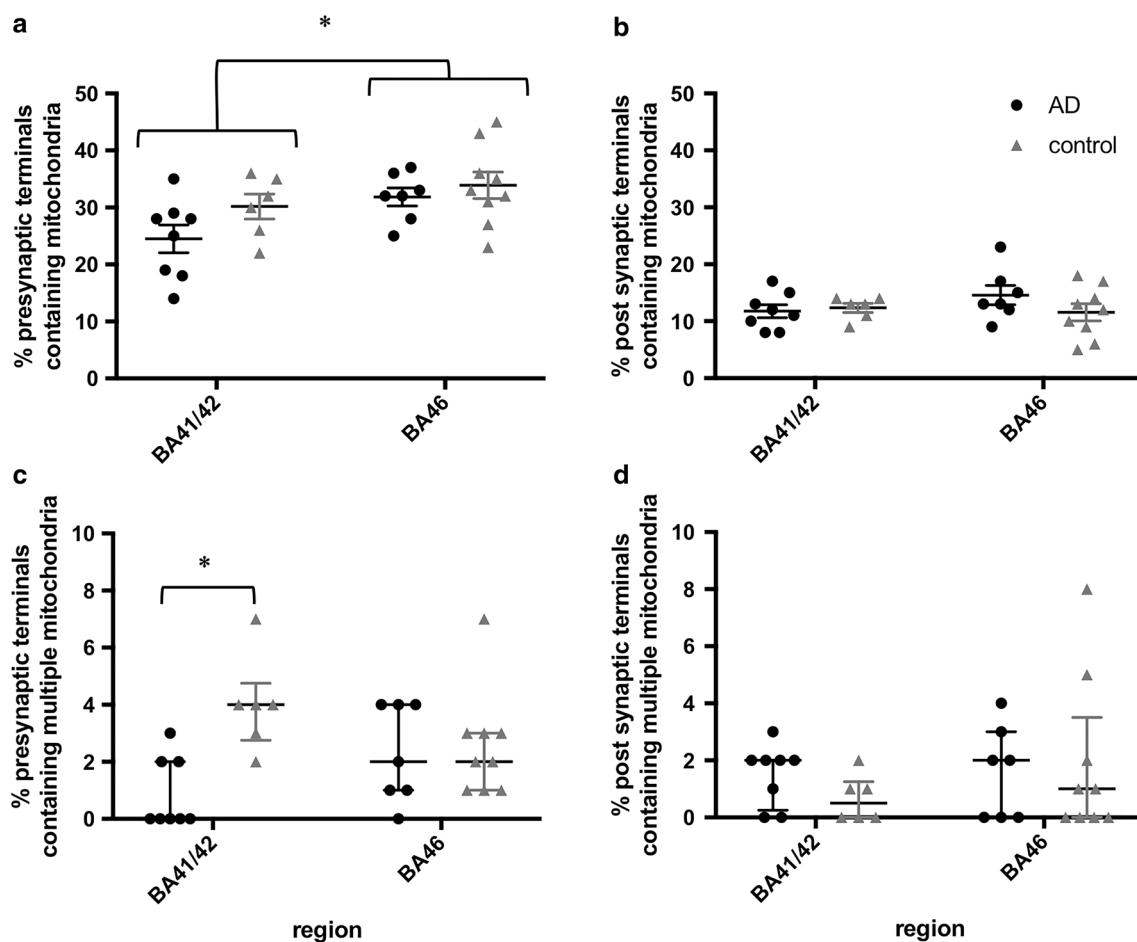 a
*
% presynaptic terminals
containing mitochondria
50
40
30
20
10
0
BA41/42
BA46
b
% post synaptic terminals
containing mitochondria
50
40
30
20
10
0
AD
control
BA41/42
BA46
c
% presynaptic terminals
containing multiple mitochondria
10
8
6
4
2
0
*
BA41/42
BA46
region
d
% post synaptic terminals
containing multiple mitochondria
10
8
6
4
2
0
BA41/42
BA46
region